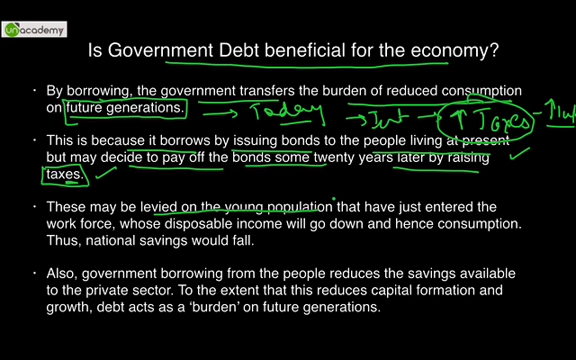 unacademy
Is Government Debt beneficial for the economy?
• By borrowing, the government transfers the burden of reduced consumption
on future generations. → Today → Int → ↑ Taxes -
This is because it borrows by issuing bonds to the people living at present
but may decide to pay off the bonds some twenty years later by raising
taxes.
• These may be levied on the young population that have just entered the
work force, whose disposable income will go down and hence consumption.
Thus, national savings would fall.
• Also, government borrowing from the people reduces the savings available
to the private sector. To the extent that this reduces capital formation and
growth, debt acts as a ‘burden’ on future generations.